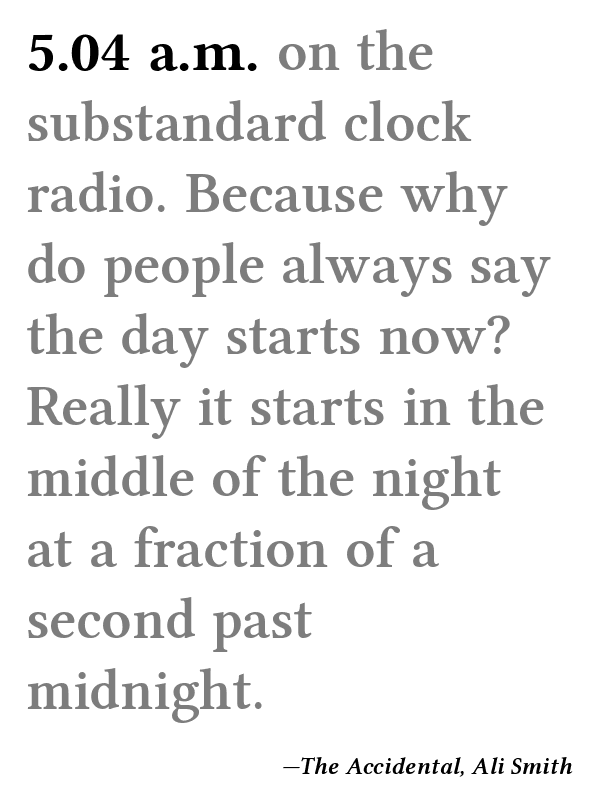 5.04 a.m. on the
substandard clock
radio. Because why
do people always say
the day starts now?
Really it starts in the
middle of the night
at a fraction of a
second past
midnight.
—The Accidental, Ali Smith